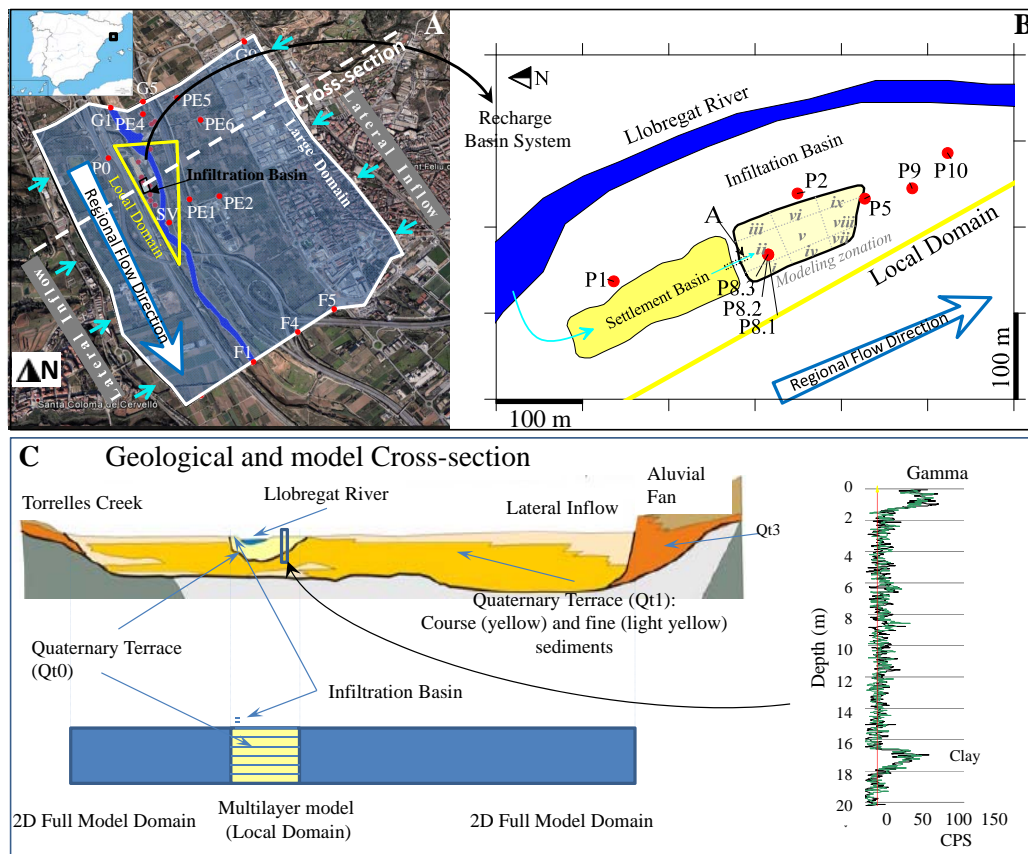 A
G9
Cross-section
G5
PE5
G1
PE4
PE6
P0
Large Domain
Lateral Inflow
Local Domain
Infiltration Basin
PE1
PE2
SV
Regional Flow
Direction
Lateral Inflow
F5
F4
F1
N
Santa Coloma de Cervelló
B
N
Recharge
Basin System
Llobregat River
Infiltation Basin
P10
P9
P2
P5
A
iii
vi
ix
ii
v
viii
i
iv
vii
Modeling zonation
Local Domain
P1
Settlement Basin
P8.3
P8.2
P8.1
Regional Flow Direction
100 m
100 m
C
Geological and model Cross-section
Torrelles Creek
Llobregat River
Lateral Inflow
Aluvial
Fan
Qt3
Quaternary Terrace (Qt1):
Course (yellow) and fine (light yellow)
sediments
Quaternary Terrace
(Qt0)
Infiltration Basin
2D Full Model Domain
Multilayer model
(Local Domain)
2D Full Model Domain
Gamma
0
2
4
6
8
10
12
14
16
18
20
Depth (m)
Clay
0 50 100 150
CPS